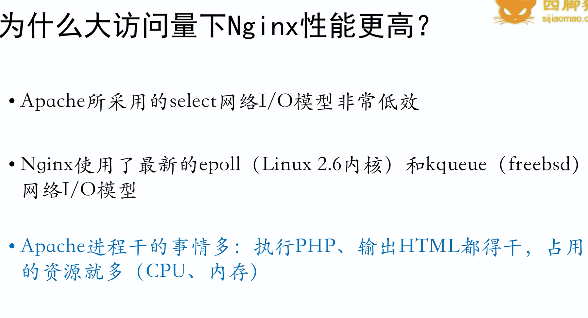 为什么大访问量下Nginx性能更高?
四脚猫
sijiaomao.c
• Apache所采用的select网络I/O模型非常低效
• Nginx使用了最新的epoll（Linux 2.6内核）和kqueue（freebsd）
网络I/O模型
• Apache进程干的事情多：执行PHP、输出HTML都得干，占用
的资源就多（CPU、内存）